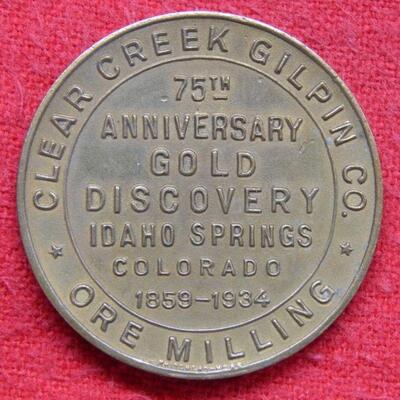 CLEAR CREEK GILPIN CO.
75TH
ANNIVERSARY
GOLD
DISCOVERY
IDAHO SPRINGS
COLORADO
1859-1934
ORE MILLING